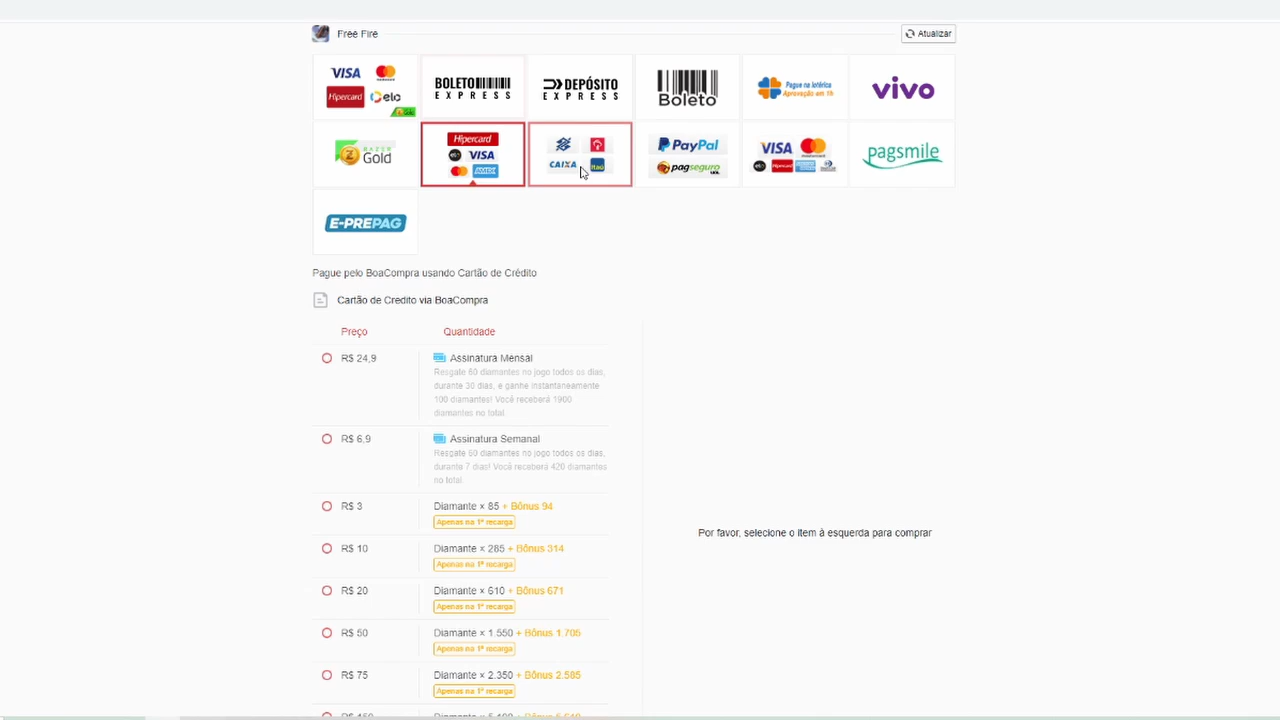 Free Fire
Atualizar
VISA
Hipercard
elo
Gold
BOLETO
EXPRESS
DEPÓSITO
EXPRESS
Boleto
Pague na lotérica
Aprovação em 1h
vivo
RAZER
Gold
Hipercard
VISA
AMEX
CAIXA
Itaú
PayPal
pagseguro
UOL
VISA
mastercard
Hipercard
pagsmile
E-PREPAG
Pague pelo BoaCompra usando Cartão de Crédito
Cartão de Credito via BoaCompra
Preço
Quantidade
R$ 24,9
Assinatura Mensal
Resgate 60 diamantes no jogo todos os dias,
durante 30 dias, e ganhe instantaneamente
100 diamantes! Você receberá 1900
diamantes no total.
R$ 6,9
Assinatura Semanal
Resgate 60 diamantes no jogo todos os dias,
durante 7 dias! Você receberá 420 diamantes
no total.
R$ 3
Diamante × 85 + Bônus 94
Apenas na 1ª recarga
R$ 10
Diamante × 285 + Bônus 314
Apenas na 1ª recarga
R$ 20
Diamante × 610 + Bônus 671
Apenas na 1ª recarga
R$ 50
Diamante × 1.550 + Bônus 1.705
Apenas na 1ª recarga
R$ 75
Diamante × 2.350 + Bônus 2.585
Apenas na 1ª recarga
Por favor, selecione o item à esquerda para comprar